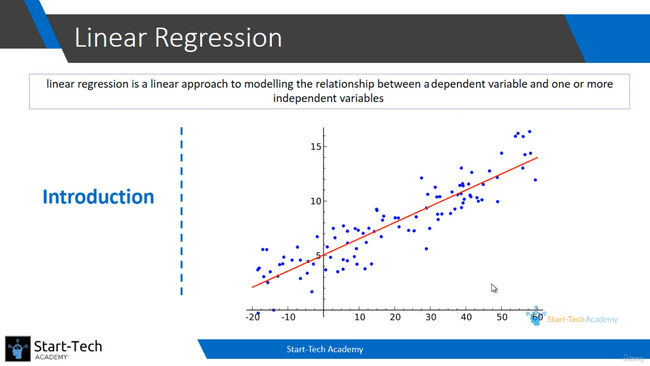 Linear Regression
linear regression is a linear approach to modelling the relationship between a dependent variable and one or more
independent variables
Introduction
15
10
5
-20 -10 10 20 30 40 50 60
Start-TechAcademy
Start-Tech
ACADEMY
Start-Tech Academy
Udemy